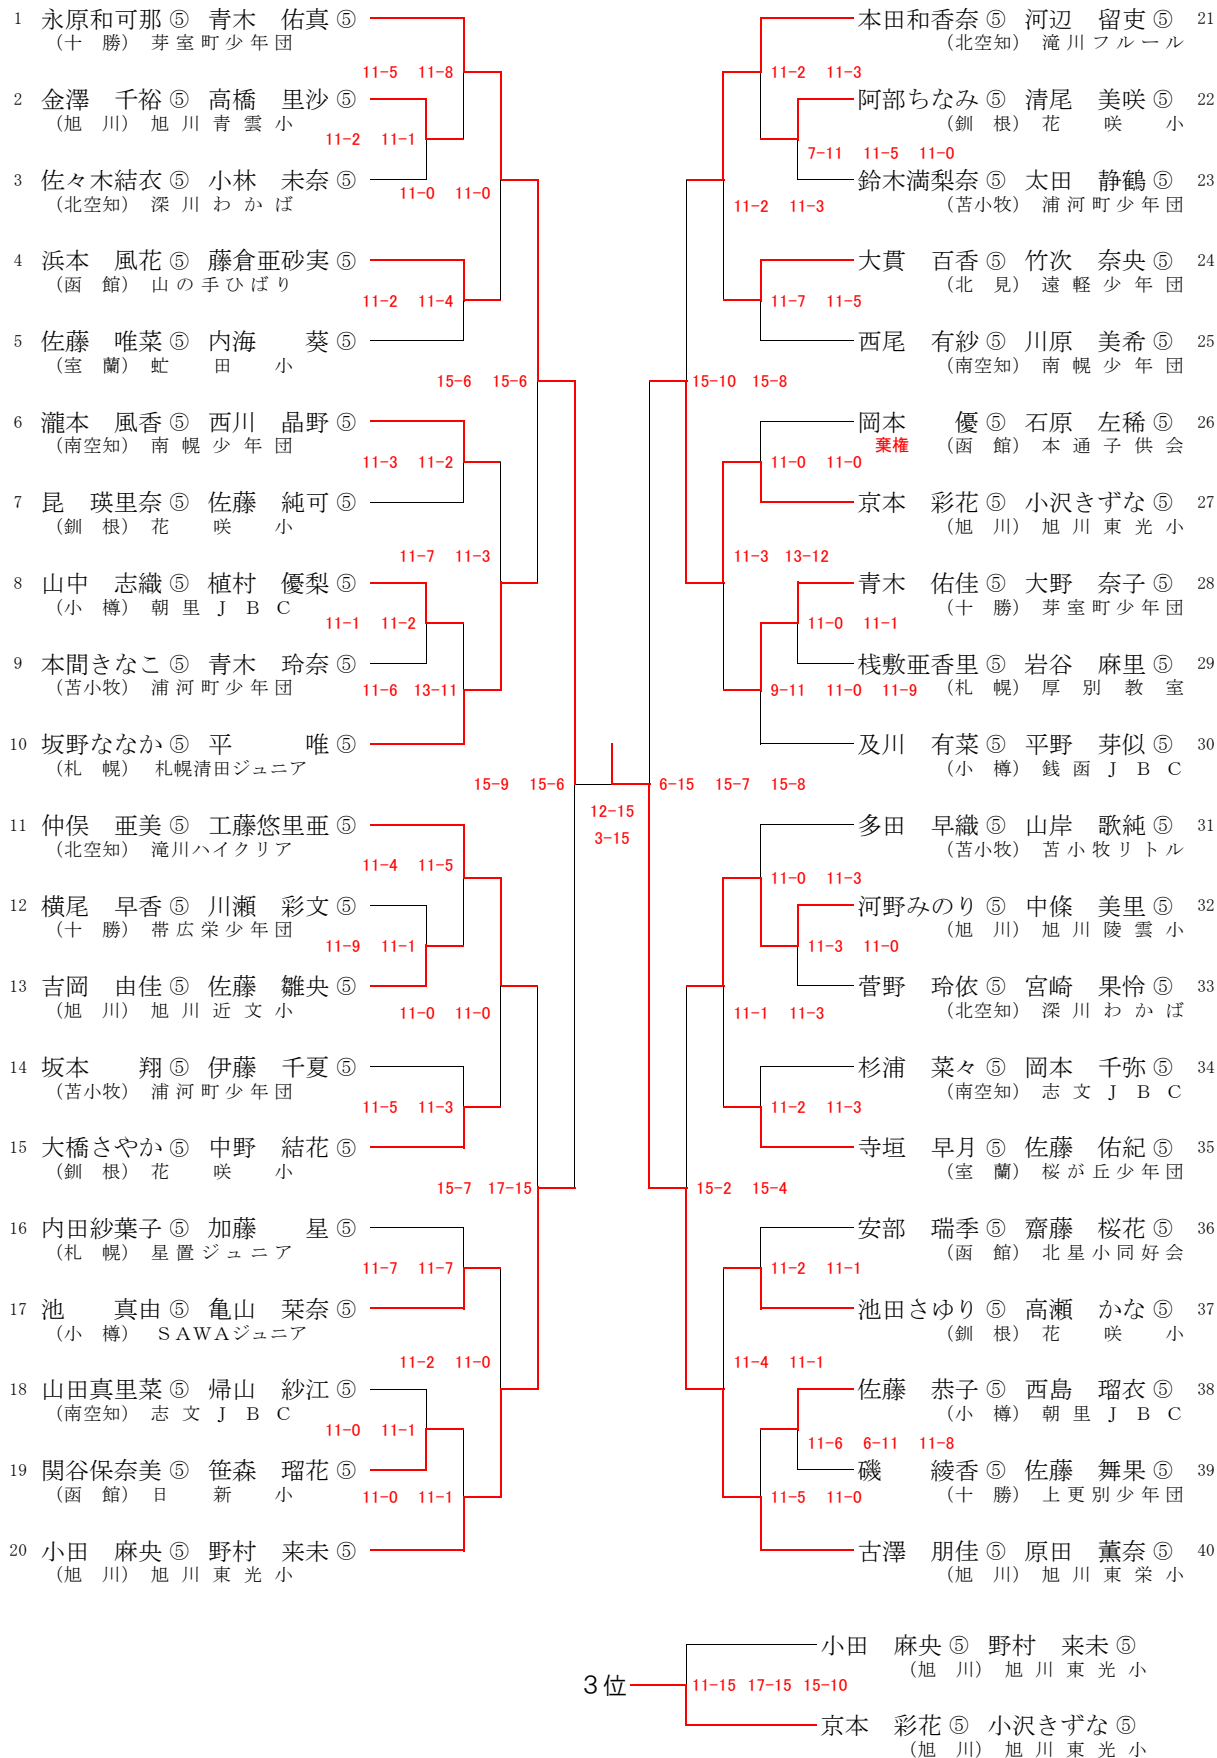 1 永原和可那 ⑤ 青木 佑真 ⑤
(十 勝) 芽室町少年団
11-5 11-8
2 金澤 千裕 ⑤ 高橋 里沙 ⑤
(旭 川) 旭川青雲小
11-2 11-1
3 佐々木結衣 ⑤ 小林 未奈 ⑤
(北空知) 深川わかば
11-0 11-0
4 浜本 風花 ⑤ 藤倉亜砂実 ⑤
(函 館) 山の手ひばり
11-2 11-4
5 佐藤 唯菜 ⑤ 内海 葵 ⑤
(室 蘭) 虻田小
15-6 15-6
6 瀧本 風香 ⑤ 西川 晶野 ⑤
(南空知) 南幌少年団
11-3 11-2
7 昆 瑛里奈 ⑤ 佐藤 純可 ⑤
(釧 根) 花咲小
11-7 11-3
8 山中 志織 ⑤ 植村 優梨 ⑤
(小 樽) 朝里JBC
11-1 11-2
9 本間きなこ ⑤ 青木 玲奈 ⑤
(苫小牧) 浦河町少年団
11-6 13-11
10 坂野ななか ⑤ 平 唯 ⑤
(札 幌) 札幌清田ジュニア
15-9 15-6
11 仲俣 亜美 ⑤ 工藤悠里亜 ⑤
(北空知) 滝川ハイクリア
11-4 11-5
12 横尾 早香 ⑤ 川瀬 彩文 ⑤
(十 勝) 帯広栄少年団
11-9 11-1
13 吉岡 由佳 ⑤ 佐藤 雛央 ⑤
(旭 川) 旭川近文小
11-0 11-0
14 坂本 翔 ⑤ 伊藤 千夏 ⑤
(苫小牧) 浦河町少年団
11-5 11-3
15 大橋さやか ⑤ 中野 結花 ⑤
(釧 根) 花咲小
15-7 17-15
16 内田紗葉子 ⑤ 加藤 星 ⑤
(札 幌) 星置ジュニア
11-7 11-7
17 池 真由 ⑤ 亀山 栞奈 ⑤
(小 樽) SAWAジュニア
11-2 11-0
18 山田真里菜 ⑤ 帰山 紗江 ⑤
(南空知) 志文JBC
11-0 11-1
19 関谷保奈美 ⑤ 笹森 瑠花 ⑤
(函 館) 日新小
11-0 11-1
20 小田 麻央 ⑤ 野村 来未 ⑤
(旭 川) 旭川東光小
12-15
3-15
本田和香奈 ⑤ 河辺 留吏 ⑤ 21
(北空知) 滝川フルール
11-2 11-3
阿部ちなみ ⑤ 清尾 美咲 ⑤ 22
(釧 根) 花咲小
7-11 11-5 11-0
鈴木満梨奈 ⑤ 太田 静鶴 ⑤ 23
(苫小牧) 浦河町少年団
11-2 11-3
大貫 百香 ⑤ 竹次 奈央 ⑤ 24
(北 見) 遠軽少年団
11-7 11-5
西尾 有紗 ⑤ 川原 美希 ⑤ 25
(南空知) 南幌少年団
15-10 15-8
岡本 優 ⑤ 石原 左稀 ⑤ 26
棄権 (函 館) 本通子供会
11-0 11-0
京本 彩花 ⑤ 小沢きずな ⑤ 27
(旭 川) 旭川東光小
11-3 13-12
青木 佑佳 ⑤ 大野 奈子 ⑤ 28
(十 勝) 芽室町少年団
11-0 11-1
桟敷亜香里 ⑤ 岩谷 麻里 ⑤ 29
(札 幌) 厚別教室
9-11 11-0 11-9
及川 有菜 ⑤ 平野 芽似 ⑤ 30
(小 樽) 銭函JBC
6-15 15-7 15-8
多田 早織 ⑤ 山岸 歌純 ⑤ 31
(苫小牧) 苫小牧リトル
11-0 11-3
河野みのり ⑤ 中條 美里 ⑤ 32
(旭 川) 旭川陵雲小
11-3 11-0
菅野 玲依 ⑤ 宮崎 果怜 ⑤ 33
(北空知) 深川わかば
11-1 11-3
杉浦 菜々 ⑤ 岡本 千弥 ⑤ 34
(南空知) 志文JBC
11-2 11-3
寺垣 早月 ⑤ 佐藤 佑紀 ⑤ 35
(室 蘭) 桜が丘少年団
15-2 15-4
安部 瑞季 ⑤ 齋藤 桜花 ⑤ 36
(函 館) 北星小同好会
11-2 11-1
池田さゆり ⑤ 高瀬 かな ⑤ 37
(釧 根) 花咲小
11-4 11-1
佐藤 恭子 ⑤ 西島 瑠衣 ⑤ 38
(小 樽) 朝里JBC
11-6 6-11 11-8
磯 綾香 ⑤ 佐藤 舞果 ⑤ 39
(十 勝) 上更別少年団
11-5 11-0
古澤 朋佳 ⑤ 原田 薫奈 ⑤ 40
(旭 川) 旭川東栄小
小田 麻央 ⑤ 野村 来未 ⑤
(旭 川) 旭川東光小
3位 11-15 17-15 15-10
京本 彩花 ⑤ 小沢きずな ⑤
(旭 川) 旭川東光小